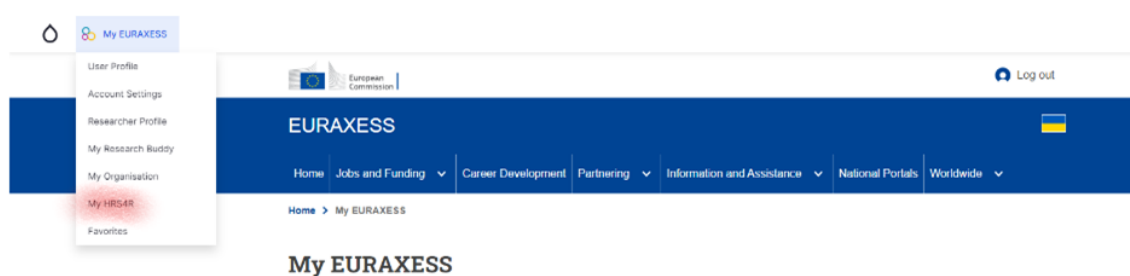 My EURAXESS
User Profile
Account Settings
Researcher Profile
My Research Buddy
My Organisation
My HRS4R
Favorites
European
Commission
Log out
EURAXESS
Home Jobs and Funding Career Development Partnering Information and Assistance National Portals Worldwide
Home > My EURAXESS
My EURAXESS